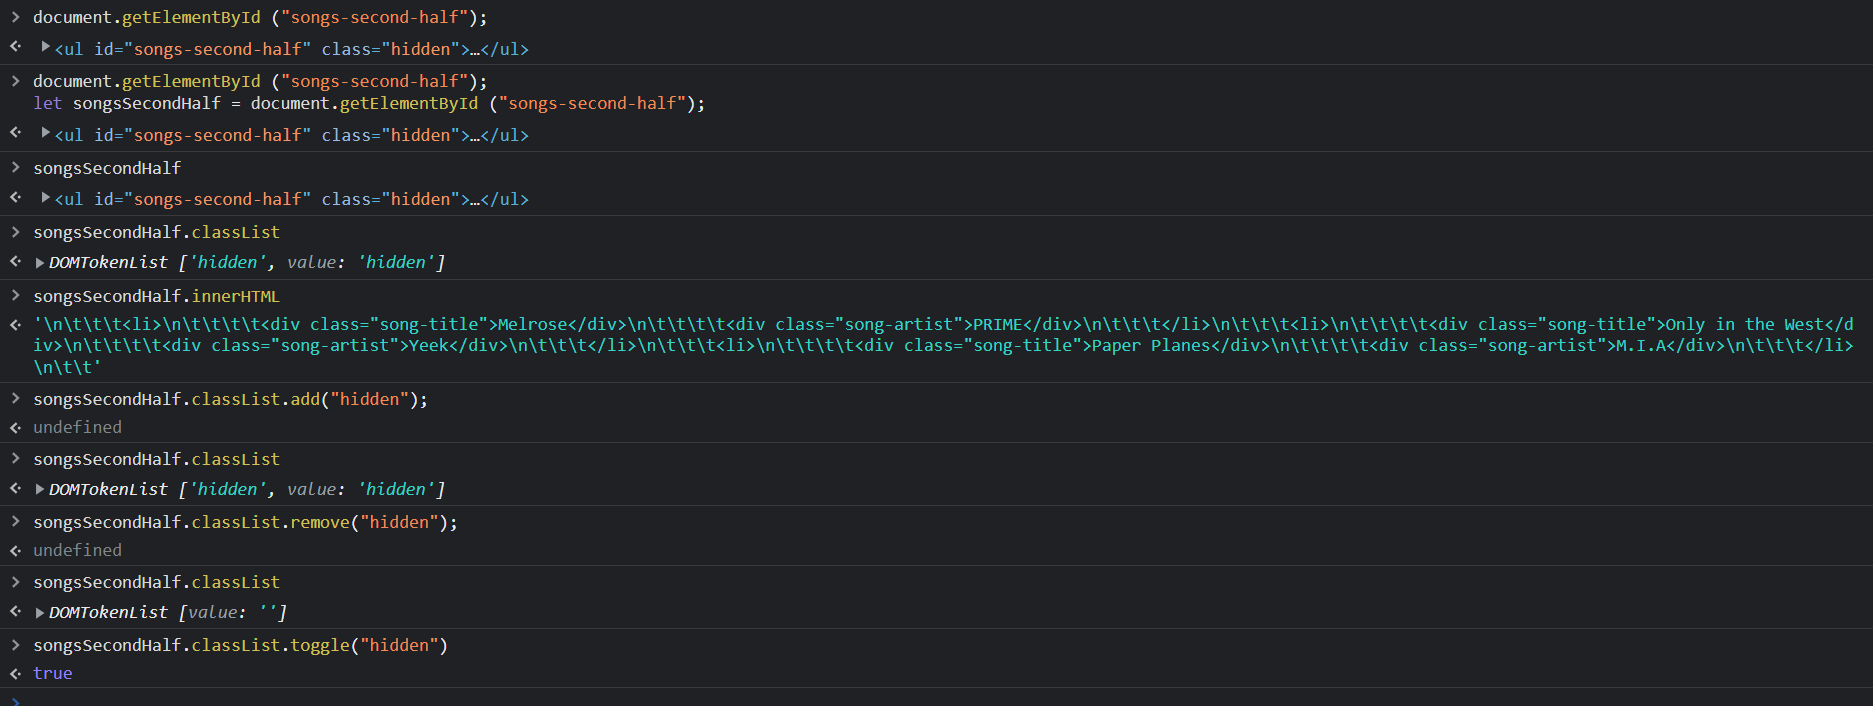 > document.getElementById ("songs-second-half");
<· ▶<ul id="songs-second-half" class="hidden">…</ul>
> document.getElementById ("songs-second-half");
let songsSecondHalf = document.getElementById ("songs-second-half");
<· ▶<ul id="songs-second-half" class="hidden">…</ul>
> songsSecondHalf
<· ▶<ul id="songs-second-half" class="hidden">…</ul>
> songsSecondHalf.classList
<· ▶DOMTokenList ['hidden', value: 'hidden']
> songsSecondHalf.innerHTML
<· '\n\t\t\t<li>\n\t\t\t\t<div class="song-title">Melrose</div>\n\t\t\t\t<div class="song-artist">PRIME</div>\n\t\t\t</li>\n\t\t\t<li>\n\t\t\t\t<div class="song-title">Only in the West</d
iv>\n\t\t\t\t<div class="song-artist">Yeek</div>\n\t\t\t</li>\n\t\t\t<li>\n\t\t\t\t<div class="song-title">Paper Planes</div>\n\t\t\t\t<div class="song-artist">M.I.A</div>\n\t\t\t</li>
\n\t\t'
> songsSecondHalf.classList.add("hidden");
<· undefined
> songsSecondHalf.classList
<· ▶DOMTokenList ['hidden', value: 'hidden']
> songsSecondHalf.classList.remove("hidden");
<· undefined
> songsSecondHalf.classList
<· ▶DOMTokenList [value: '']
> songsSecondHalf.classList.toggle("hidden")
<· true
>